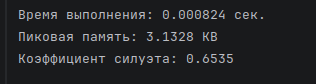 Время выполнения: 0.000824 сек.
Пиковая память: 3.1328 KB
Коэффициент силуэта: 0.6535